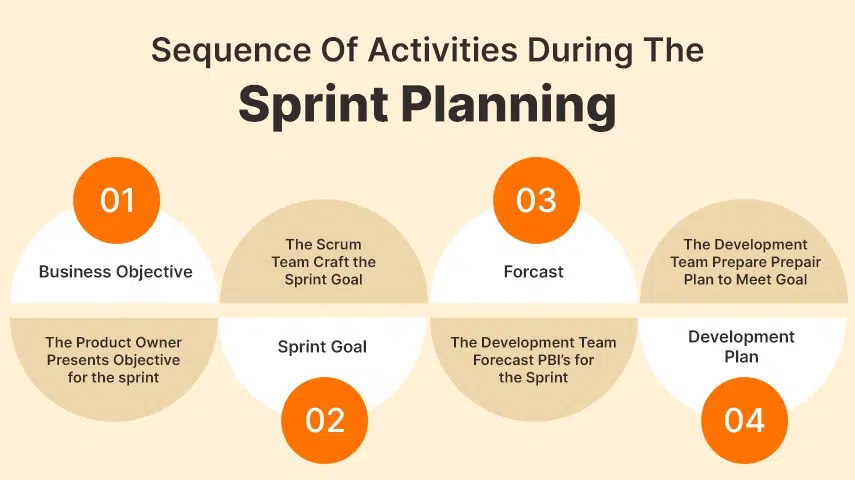 Sequence Of Activities During The
Sprint Planning
01
Business Objective
The Product Owner
Presents Objective
for the sprint
The Scrum
Team Craft the
Sprint Goal
Sprint Goal
02
03
Forcast
The Development Team
Forecast PBI's for
the Sprint
The Development
Team Prepare Prepair
Plan to Meet Goal
Development
Plan
04